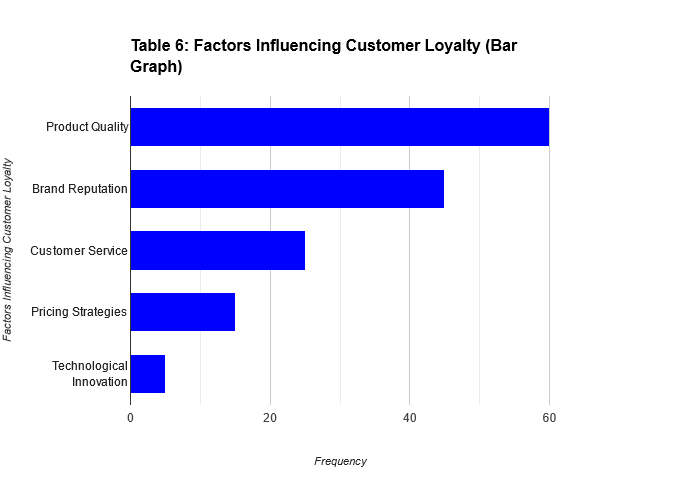 Table 6: Factors Influencing Customer Loyalty (Bar
Graph)
Factors Influencing Customer Loyalty
Product Quality
Brand Reputation
Customer Service
Pricing Strategies
Technological
Innovation
0 20 40 60
Frequency